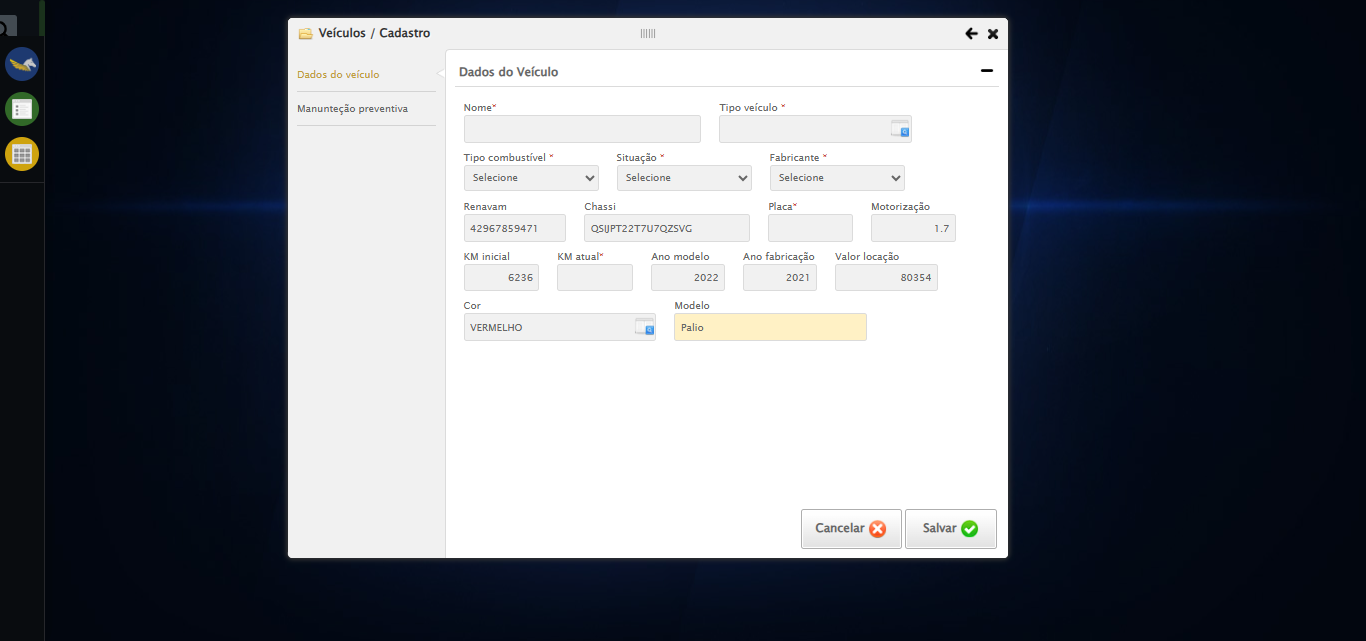 Veículos / Cadastro
Dados do veículo
Manunteção preventiva
Dados do Veículo
Nome* Tipo veículo *
Tipo combustível * Situação * Fabricante *
Selecione Selecione Selecione
Renavam Chassi Placa* Motorização
42967859471 QSIJPT22T7U7QZSVG 1.7
KM inicial KM atual* Ano modelo Ano fabricação Valor locação
6236 2022 2021 80354
Cor Modelo
VERMELHO Palio
Cancelar Salvar